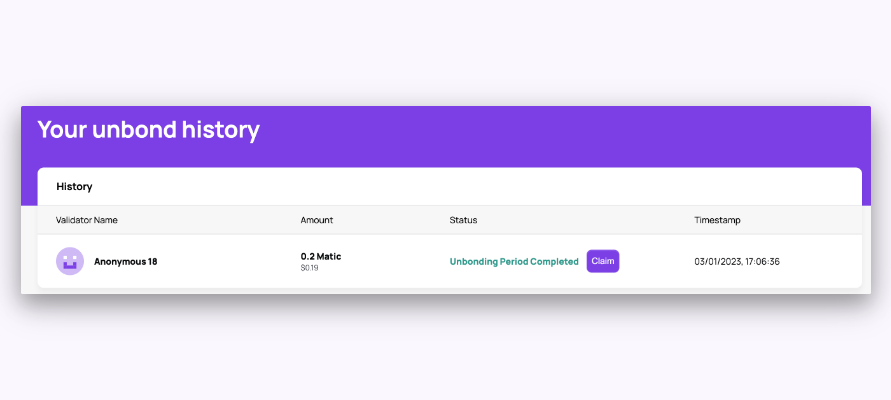 Your unbond history
History
Validator Name Amount Status Timestamp
Anonymous 18 0.2 Matic Unbonding Period Completed Claim 03/01/2023, 17:06:36
$0.19